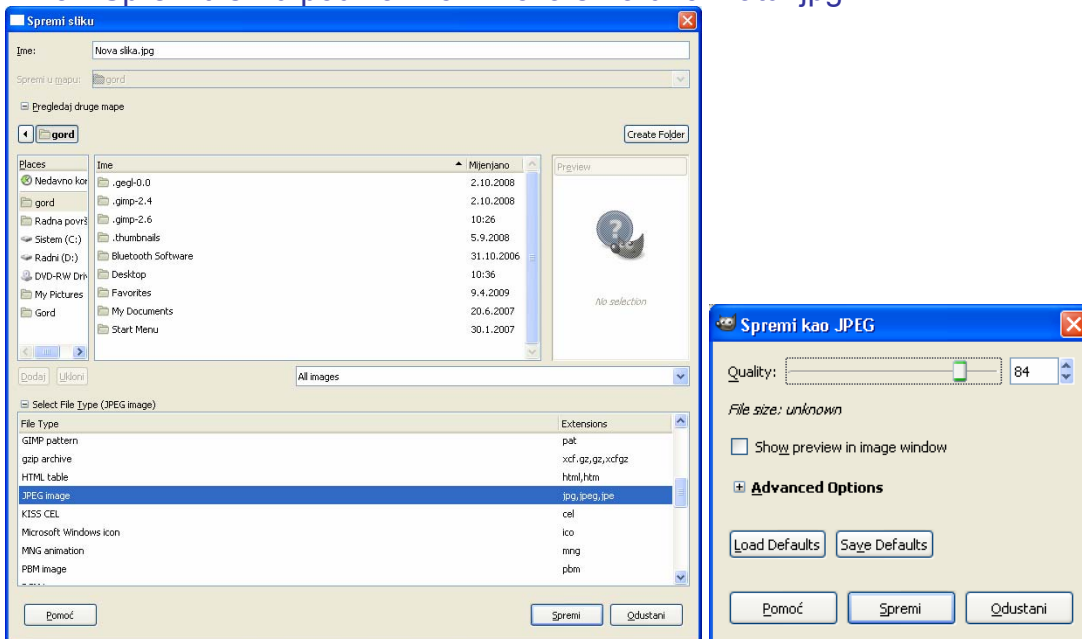 Spremi sliku
Ime: Nova slika.jpg
Spremi u mapu: gord
Pregledaj druge mape
gord Create Folder
Places Ime Mijenjano Preview
Nedavno kor .gegl-0.0 2.10.2008
gord .gimp-2.4 2.10.2008
Radna površ .gimp-2.6 10:26
Sistem (C:) .thumbnails 5.9.2008
Radni (D:) Bluetooth Software 31.10.2006
DVD-RW Driv Desktop 10:36
My Pictures Favorites 9.4.2009
Gord My Documents 20.6.2007
Start Menu 30.1.2007
No selection
Dodaj Ukloni All images
Select File Type (JPEG image)
File Type Extensions
GIMP pattern pat
gzip archive xcf.gz,gz,xcfgz
HTML table html,htm
JPEG image jpg,jpeg,jpe
KISS CEL cel
Microsoft Windows icon ico
MNG animation mng
PBM image pbm
Pomoć Spremi Odustani
Spremi kao JPEG
Quality: 84
File size: unknown
Show preview in image window
Advanced Options
Load Defaults Save Defaults
Pomoć Spremi Odustani